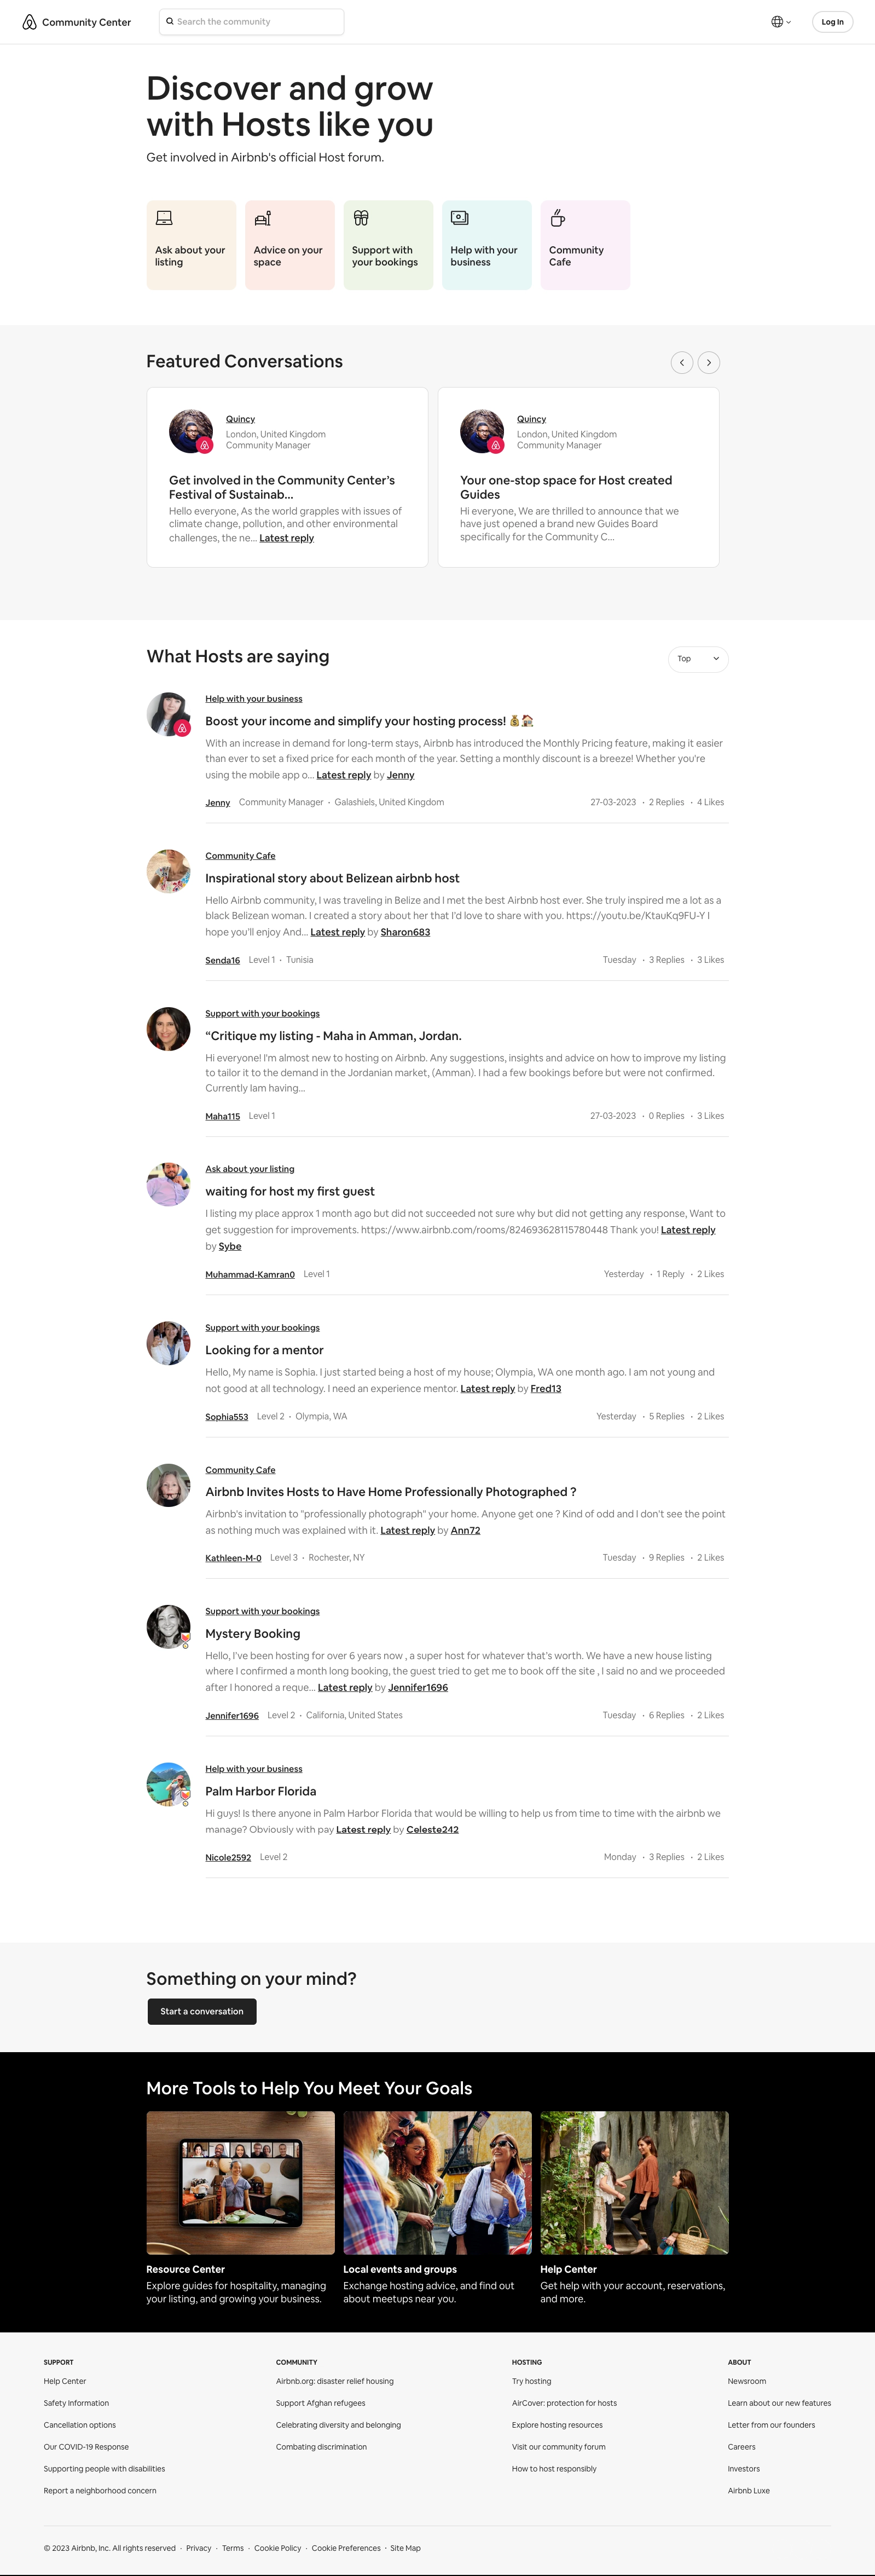 Community Center
Search the community
Log In
Discover and grow
with Hosts like you
Get involved in Airbnb's official Host forum.
Ask about your
listing
Advice on your
space
Support with
your bookings
Help with your
business
Community
Cafe
Featured Conversations
Quincy
London, United Kingdom
Community Manager
Get involved in the Community Center's
Festival of Sustainab...
Hello everyone, As the world grapples with issues of
climate change, pollution, and other environmental
challenges, the ne... Latest reply
Quincy
London, United Kingdom
Community Manager
Your one-stop space for Host created
Guides
Hi everyone, We are thrilled to announce that we
have just opened a brand new Guides Board
specifically for the Community C...
What Hosts are saying
Top
Help with your business
Boost your income and simplify your hosting process! 💰🏠
With an increase in demand for long-term stays, Airbnb has introduced the Monthly Pricing feature, making it easier
than ever to set a fixed price for each month of the year. Setting a monthly discount is a breeze! Whether you're
using the mobile app o... Latest reply by Jenny
Jenny Community Manager · Galashiels, United Kingdom 27-03-2023 · 2 Replies · 4 Likes
Community Cafe
Inspirational story about Belizean airbnb host
Hello Airbnb community, I was traveling in Belize and I met the best Airbnb host ever. She truly inspired me a lot as a
black Belizean woman. I created a story about her that I'd love to share with you. https://youtu.be/KtauKq9FU-Y I
hope you'll enjoy And... Latest reply by Sharon683
Senda16 Level 1 · Tunisia Tuesday · 3 Replies · 3 Likes
Support with your bookings
“Critique my listing - Maha in Amman, Jordan.
Hi everyone! I'm almost new to hosting on Airbnb. Any suggestions, insights and advice on how to improve my listing
to tailor it to the demand in the Jordanian market, (Amman). I had a few bookings before but were not confirmed.
Currently Iam having...
Maha115 Level 1 27-03-2023 · 0 Replies · 3 Likes
Ask about your listing
waiting for host my first guest
I listing my place approx 1 month ago but did not succeeded not sure why but did not getting any response, Want to
get suggestion for improvements. https://www.airbnb.com/rooms/824693628115780448 Thank you! Latest reply
by Sybe
Muhammad-Kamran0 Level 1 Yesterday · 1 Reply · 2 Likes
Support with your bookings
Looking for a mentor
Hello, My name is Sophia. I just started being a host of my house; Olympia, WA one month ago. I am not young and
not good at all technology. I need an experience mentor. Latest reply by Fred13
Sophia553 Level 2 · Olympia, WA Yesterday · 5 Replies · 2 Likes
Community Cafe
Airbnb Invites Hosts to Have Home Professionally Photographed ?
Airbnb's invitation to "professionally photograph" your home. Anyone get one ? Kind of odd and I don't see the point
as nothing much was explained with it. Latest reply by Ann72
Kathleen-M-0 Level 3 · Rochester, NY Tuesday · 9 Replies · 2 Likes
Support with your bookings
Mystery Booking
Hello, I've been hosting for over 6 years now , a super host for whatever that's worth. We have a new house listing
where I confirmed a month long booking, the guest tried to get me to book off the site , I said no and we proceeded
after I honored a reque... Latest reply by Jennifer1696
Jennifer1696 Level 2 · California, United States Tuesday · 6 Replies · 2 Likes
Help with your business
Palm Harbor Florida
Hi guys! Is there anyone in Palm Harbor Florida that would be willing to help us from time to time with the airbnb we
manage? Obviously with pay Latest reply by Celeste242
Nicole2592 Level 2 Monday · 3 Replies · 2 Likes
Something on your mind?
Start a conversation
More Tools to Help You Meet Your Goals
Resource Center
Explore guides for hospitality, managing
your listing, and growing your business.
Local events and groups
Exchange hosting advice, and find out
about meetups near you.
Help Center
Get help with your account, reservations,
and more.
SUPPORT
Help Center
Safety Information
Cancellation options
Our COVID-19 Response
Supporting people with disabilities
Report a neighborhood concern
COMMUNITY
Airbnb.org: disaster relief housing
Support Afghan refugees
Celebrating diversity and belonging
Combating discrimination
HOSTING
Try hosting
AirCover: protection for hosts
Explore hosting resources
Visit our community forum
How to host responsibly
ABOUT
Newsroom
Learn about our new features
Letter from our founders
Careers
Investors
Airbnb Luxe
© 2023 Airbnb, Inc. All rights reserved · Privacy · Terms · Cookie Policy · Cookie Preferences · Site Map